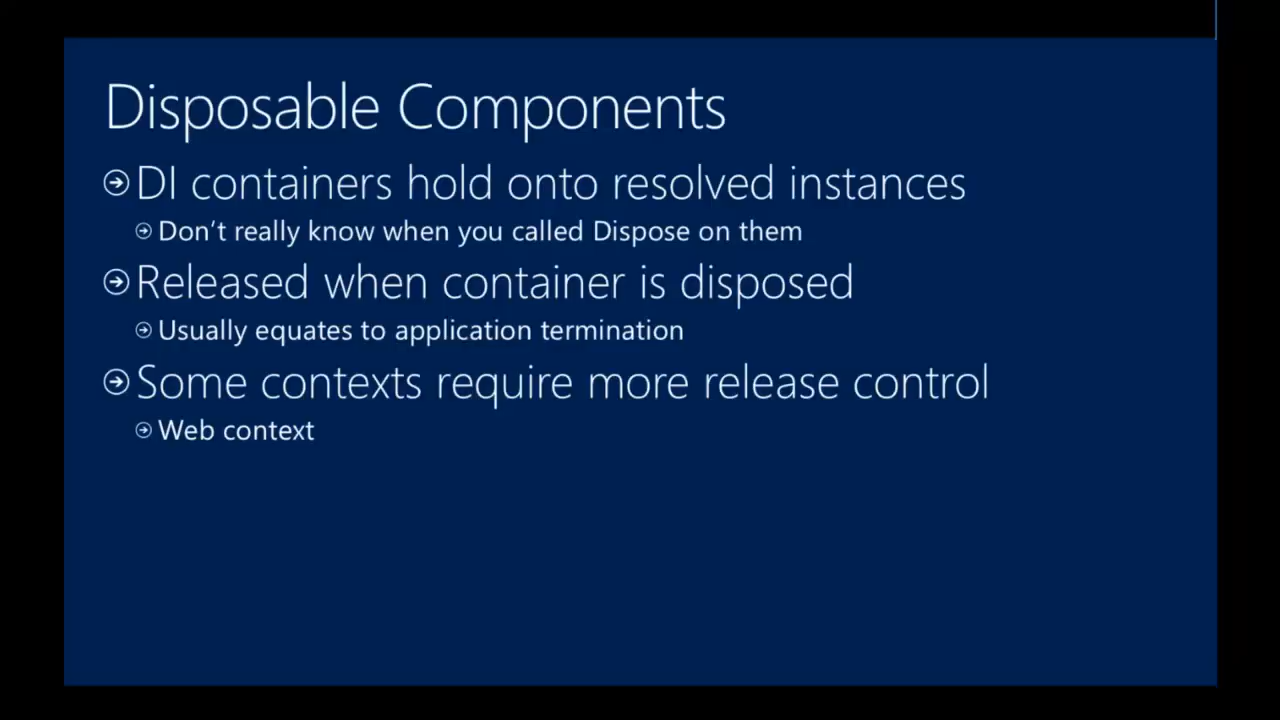 Disposable Components
DI containers hold onto resolved instances
Don't really know when you called Dispose on them
Released when container is disposed
Usually equates to application termination
Some contexts require more release control
Web context